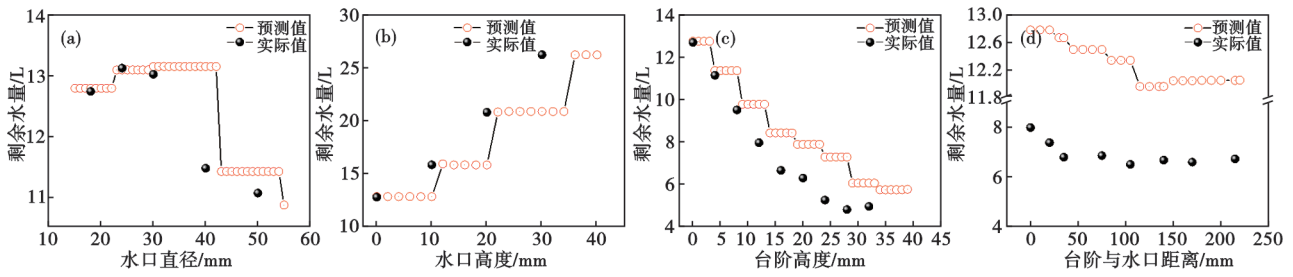 (a)
预测值
实际值
14
13
12
11
10 20 30 40 50 60
剩余水量/L
水口直径/mm
(b)
预测值
实际值
30
25
20
15
10
0 10 20 30 40
剩余水量/L
水口高度/mm
(c)
预测值
实际值
14
12
10
8
6
4
0 5 10 15 20 25 30 35 40 45
剩余水量/L
台阶高度/mm
(d)
预测值
实际值
13.0
12.6
12.2
11.8
8
6
4
0 50 100 150 200 250
剩余水量/L
台阶与水口距离/mm